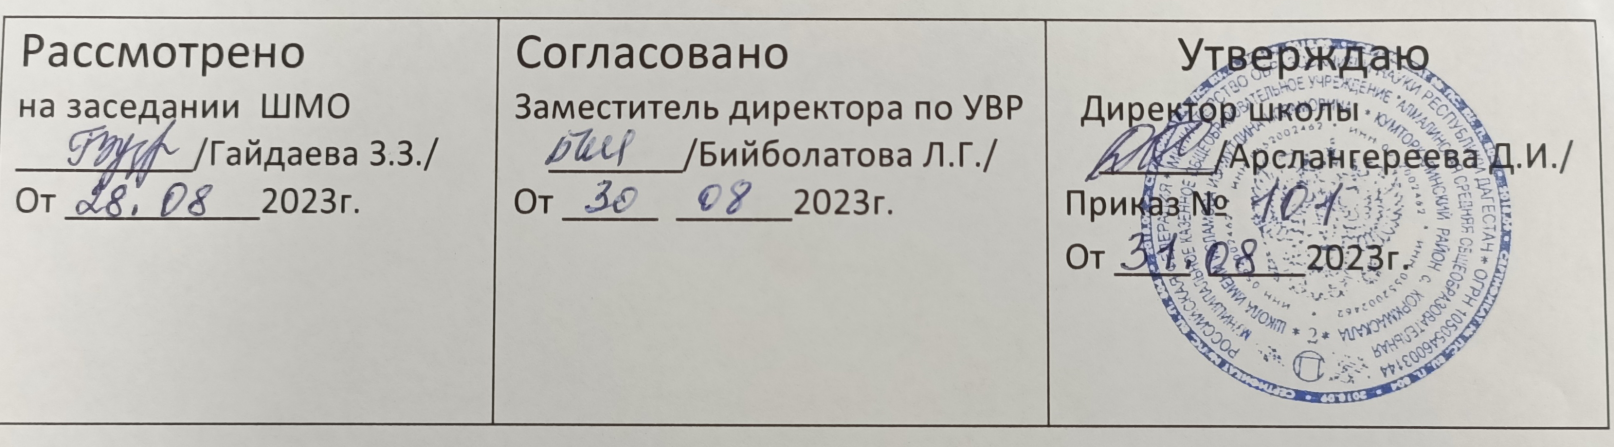 Рассмотрено
на заседании ШМО
/Гайдаева З.З./
От 28. 08 2023г.
Согласовано
Заместитель директора по УВР
/Бийболатова Л.Г./
От 30 08 2023г.
Утверждаю
Директор школы
/Арслангереева Д.И./
Приказ № 101
От 31. 08 2023г.